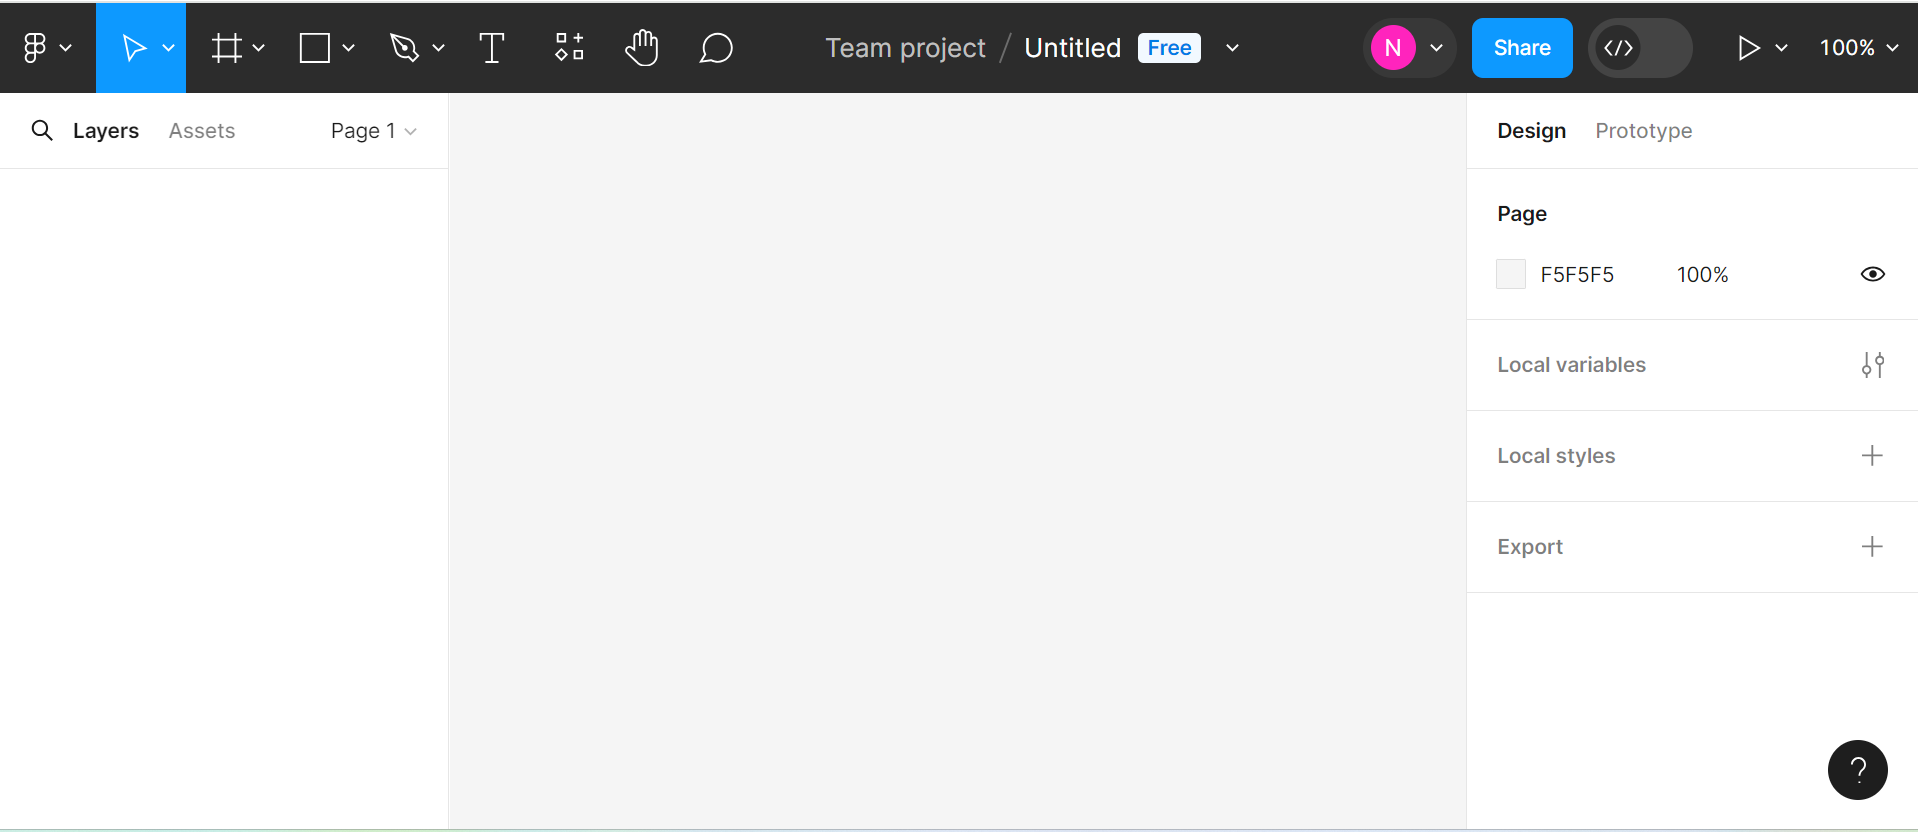 Team project / Untitled Free
N Share </> 100%
Layers Assets Page 1
Design Prototype
Page
F5F5F5 100%
Local variables
Local styles
Export
?